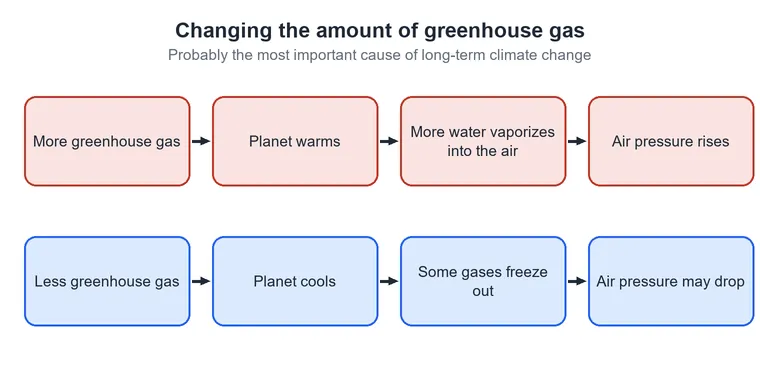 Changing the amount of greenhouse gas
Probably the most important cause of long-term climate change
More greenhouse gas
Planet warms
More water vaporizes
into the air
Air pressure rises
Less greenhouse gas
Planet cools
Some gases freeze
out
Air pressure may drop